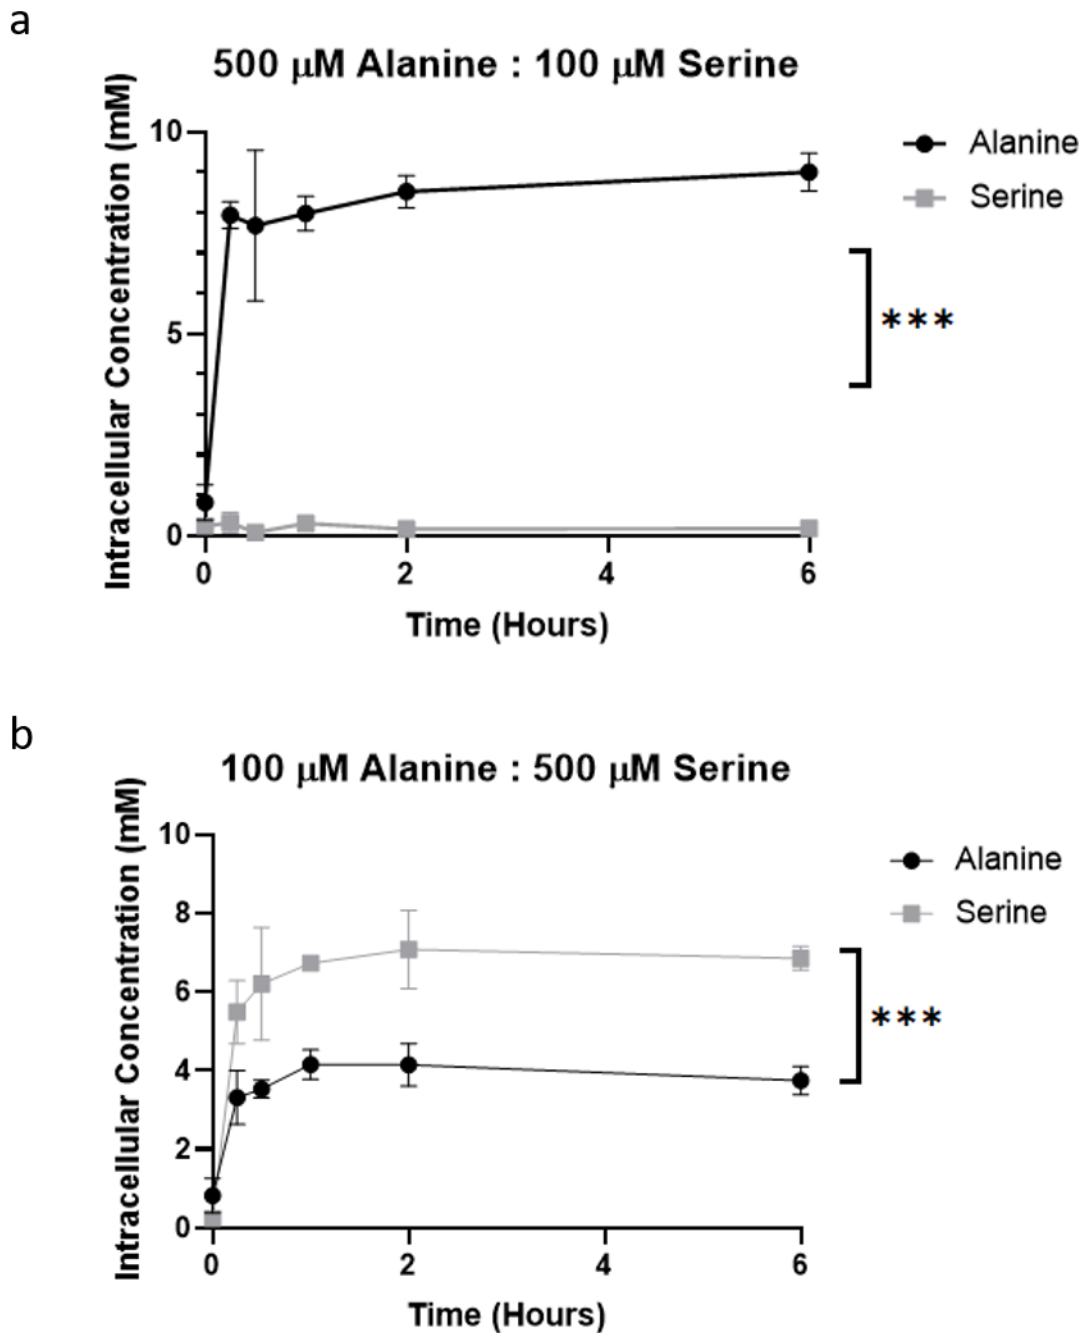 a
500 μM Alanine : 100 μM Serine
Intracellular Concentration (mM)
10
5
0
0 2 4 6
Time (Hours)
Alanine
Serine
***
b
100 μM Alanine : 500 μM Serine
Intracellular Concentration (mM)
10
8
6
4
2
0
0 2 4 6
Time (Hours)
Alanine
Serine
***